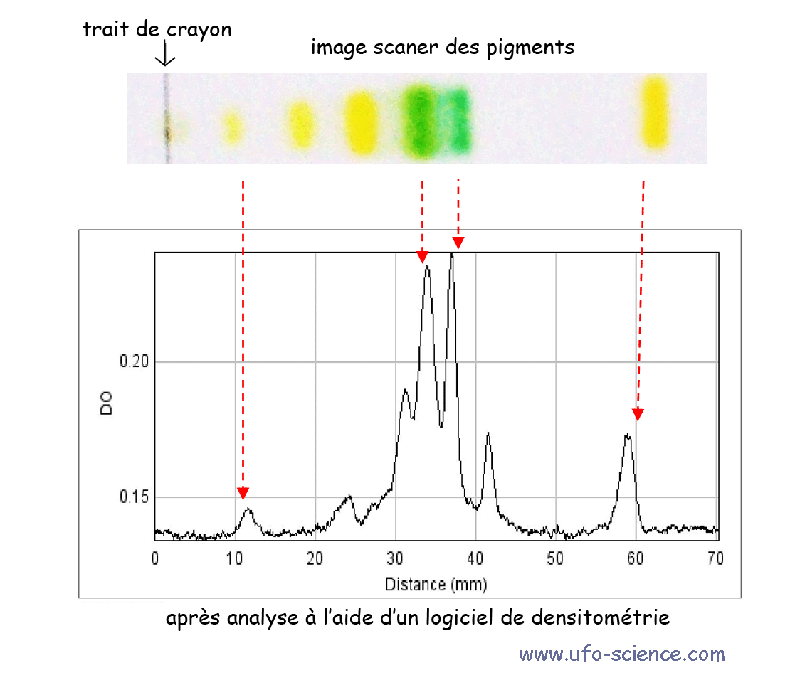 trait de crayon
image scaner des pigments
0.20
DO
0.15
0 10 20 30 40 50 60 70
Distance (mm)
après analyse à l'aide d'un logiciel de densitométrie
www.ufo-science.com